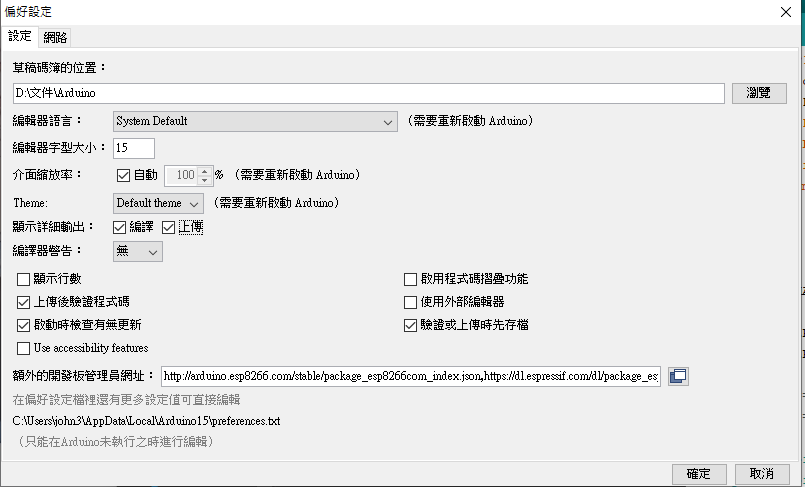 偏好設定
設定 網路
草稿碼簿的位置：
D:\文件\Arduino 瀏覽
編輯器語言： System Default （需要重新啟動 Arduino）
編輯器字型大小： 15
介面縮放率： 自動 100 % （需要重新啟動 Arduino）
Theme: Default theme （需要重新啟動 Arduino）
顯示詳細輸出： 編譯 上傳
編譯器警告： 無
顯示行數 啟用程式碼摺疊功能
上傳後驗證程式碼 使用外部編輯器
啟動時檢查有無更新 驗證或上傳時先存檔
Use accessibility features
額外的開發板管理員網址： http://arduino.esp8266.com/stable/package_esp8266com_index.json,https://dl.espressif.com/dl/package_es
在偏好設定檔裡還有更多設定值可直接編輯
C:\Users\john3\AppData\Local\Arduino15\preferences.txt
（只能在Arduino未執行之時進行編輯）
確定 取消